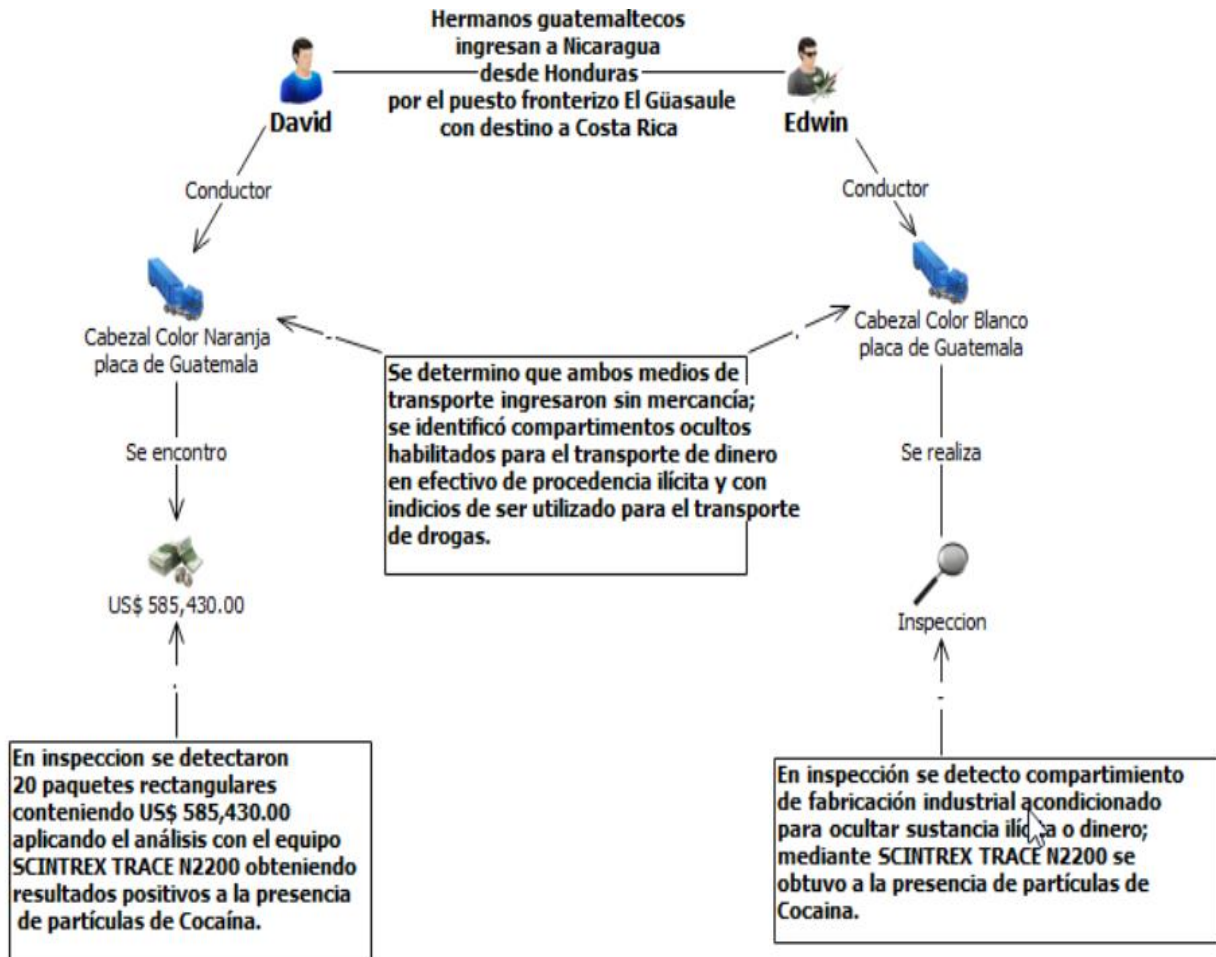 Hermanos guatemaltecos
ingresan a Nicaragua
desde Honduras
por el puesto fronterizo El Güasaule
con destino a Costa Rica
David
Edwin
Conductor
Conductor
Cabezal Color Naranja
placa de Guatemala
Cabezal Color Blanco
placa de Guatemala
Se determino que ambos medios de
transporte ingresaron sin mercancía;
se identificó compartimentos ocultos
habilitados para el transporte de dinero
en efectivo de procedencia ilícita y con
indicios de ser utilizado para el transporte
de drogas.
Se encontro
Se realiza
US$ 585,430.00
Inspeccion
En inspeccion se detectaron
20 paquetes rectangulares
conteniendo US$ 585,430.00
aplicando el análisis con el equipo
SCINTREX TRACE N2200 obteniendo
resultados positivos a la presencia
de partículas de Cocaína.
En inspección se detecto compartimiento
de fabricación industrial acondicionado
para ocultar sustancia ilícita o dinero;
mediante SCINTREX TRACE N2200 se
obtuvo a la presencia de partículas de
Cocaina.